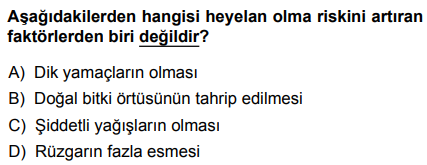 Aşağıdakilerden hangisi heyelan olma riskini artıran
faktörlerden biri değildir?
A) Dik yamaçların olması
B) Doğal bitki örtüsünün tahrip edilmesi
C) Şiddetli yağışların olması
D) Rüzgarın fazla esmesi